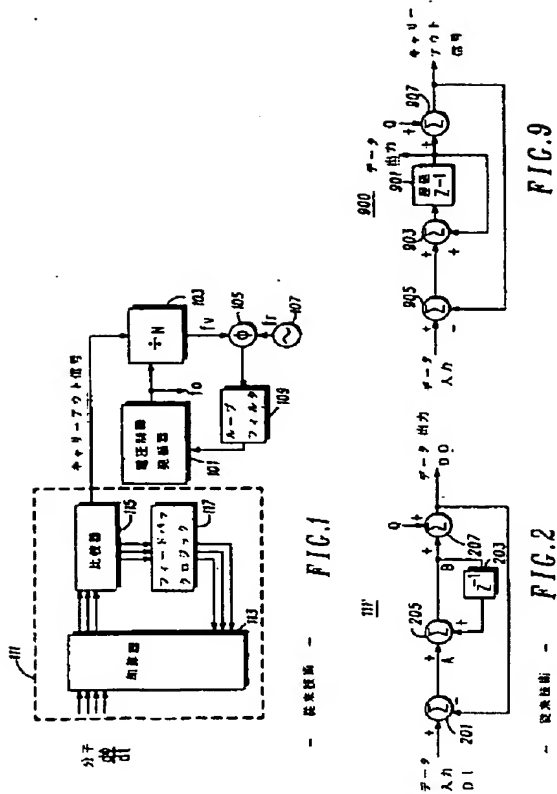 111
分子
加算器
113
比較器
115
フィードバッ
クロジック
117
キャリーアウト信号
÷N
103
fv
105
Φ
fr
107
fo
電圧制御
発振器
101
ループ
フィルタ
109
FIG.1
- 従来技術 -
データ
入力
DI
+
-
Σ
201
A
+
+
Σ
205
111'
B
Z-1
203
Q
+
+
Σ
207
データ出力
DO
FIG.2
- 従来技術 -
データ
入力
+
-
Σ
905
+
+
Σ
903
900
遅延
Z-1
901
データ
出力
Q
+
+
Σ
907
キャリー
アウト
信号
FIG.9